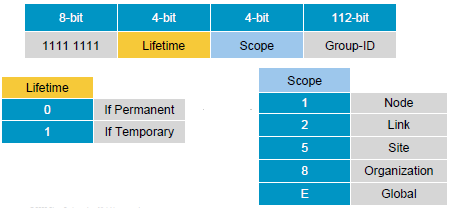 8-bit 4-bit 4-bit 112-bit
1111 1111 Lifetime Scope Group-ID
Lifetime
0 If Permanent
1 If Temporary
Scope
1 Node
2 Link
5 Site
8 Organization
E Global